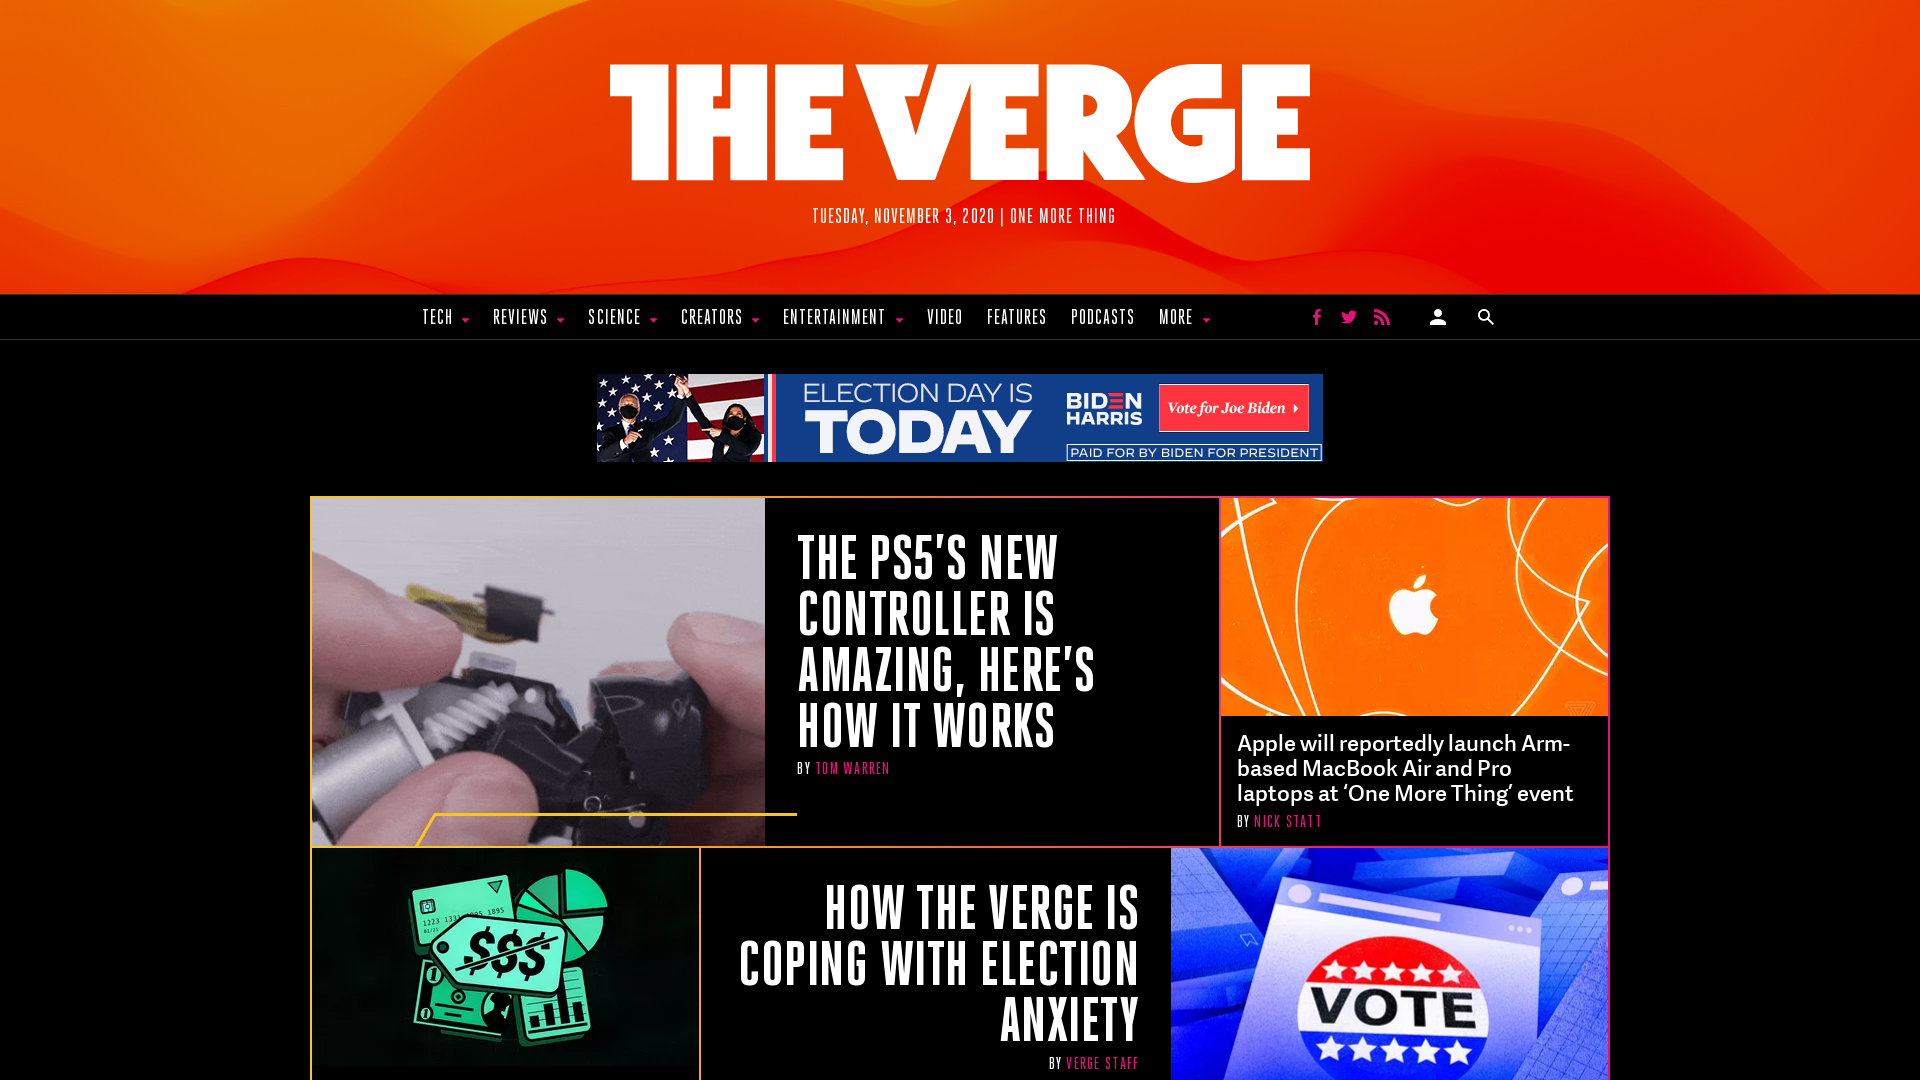 THE VERGE
TUESDAY, NOVEMBER 3, 2020 | ONE MORE THING
TECH REVIEWS SCIENCE CREATORS ENTERTAINMENT VIDEO FEATURES PODCASTS MORE
ELECTION DAY IS
TODAY
BIDEN
HARRIS
Vote for Joe Biden
PAID FOR BY BIDEN FOR PRESIDENT
THE PS5’S NEW
CONTROLLER IS
AMAZING, HERE’S
HOW IT WORKS
BY TOM WARREN
Apple will reportedly launch Arm-
based MacBook Air and Pro
laptops at ‘One More Thing’ event
BY NICK STATT
$$$
HOW THE VERGE IS
COPING WITH ELECTION
ANXIETY
BY VERGE STAFF
VOTE